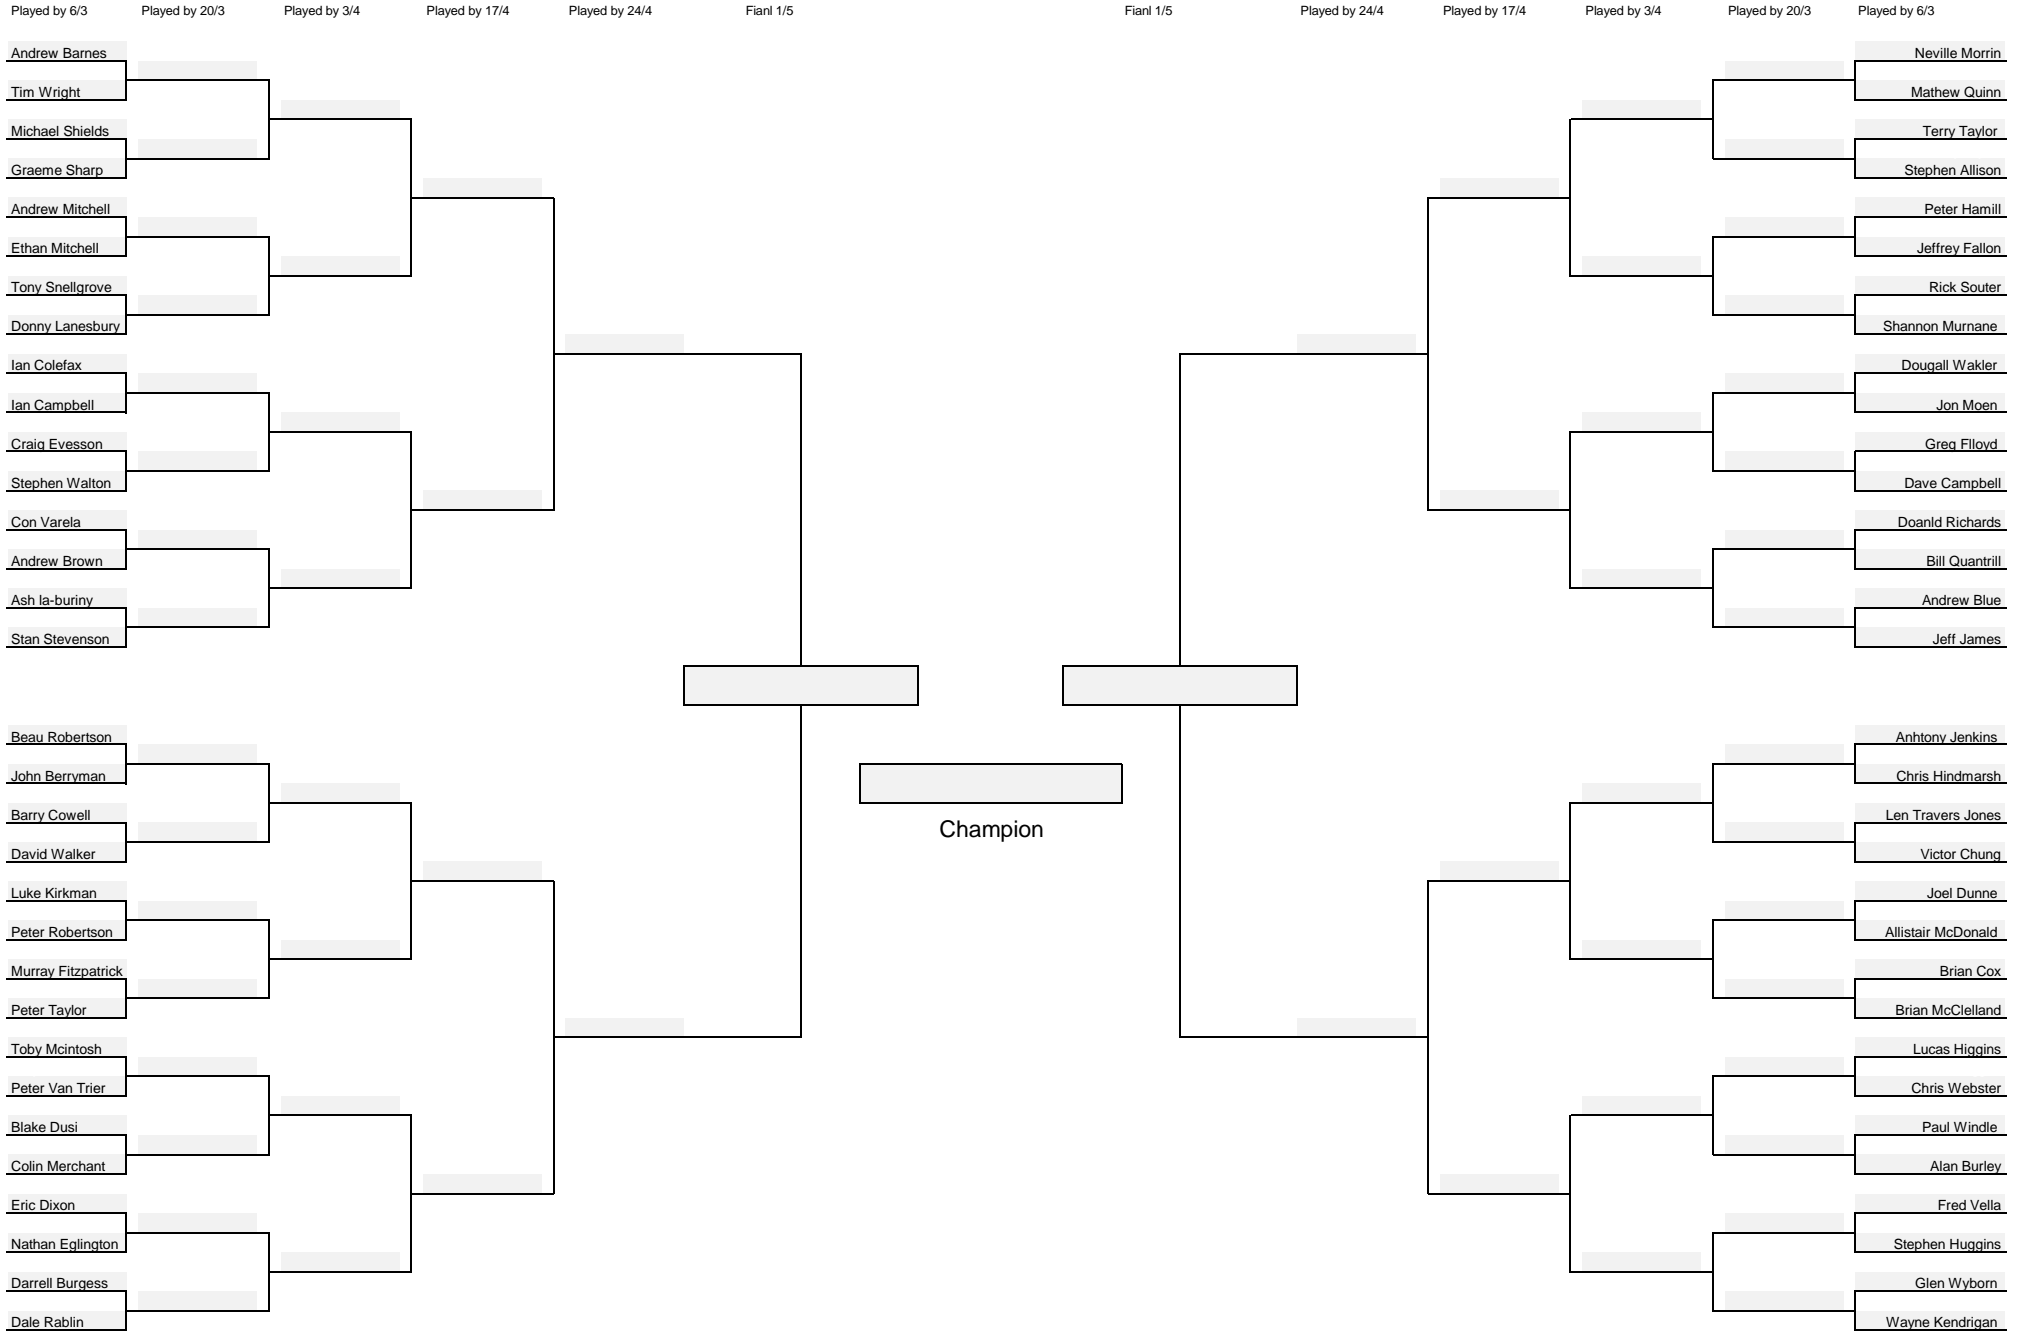 Played by 6/3 Played by 20/3 Played by 3/4 Played by 17/4 Played by 24/4 Fianl 1/5 Fianl 1/5 Played by 24/4 Played by 17/4 Played by 3/4 Played by 20/3 Played by 6/3
Andrew Barnes Neville Morrin
Tim Wright Mathew Quinn
Michael Shields Terry Taylor
Graeme Sharp Stephen Allison
Andrew Mitchell Peter Hamill
Ethan Mitchell Jeffrey Fallon
Tony Snellgrove Rick Souter
Donny Lanesbury Shannon Murnane
Ian Colefax Dougall Wakler
Ian Campbell Jon Moen
Craig Evesson Greg Flloyd
Stephen Walton Dave Campbell
Con Varela Doanld Richards
Andrew Brown Bill Quantrill
Ash la-buriny Andrew Blue
Stan Stevenson Jeff James
Beau Robertson Anhtony Jenkins
John Berryman Chris Hindmarsh
Barry Cowell Len Travers Jones
Champion
David Walker Victor Chung
Luke Kirkman Joel Dunne
Peter Robertson Allistair McDonald
Murray Fitzpatrick Brian Cox
Peter Taylor Brian McClelland
Toby Mcintosh Lucas Higgins
Peter Van Trier Chris Webster
Blake Dusi Paul Windle
Colin Merchant Alan Burley
Eric Dixon Fred Vella
Nathan Eglington Stephen Huggins
Darrell Burgess Glen Wyborn
Dale Rablin Wayne Kendrigan